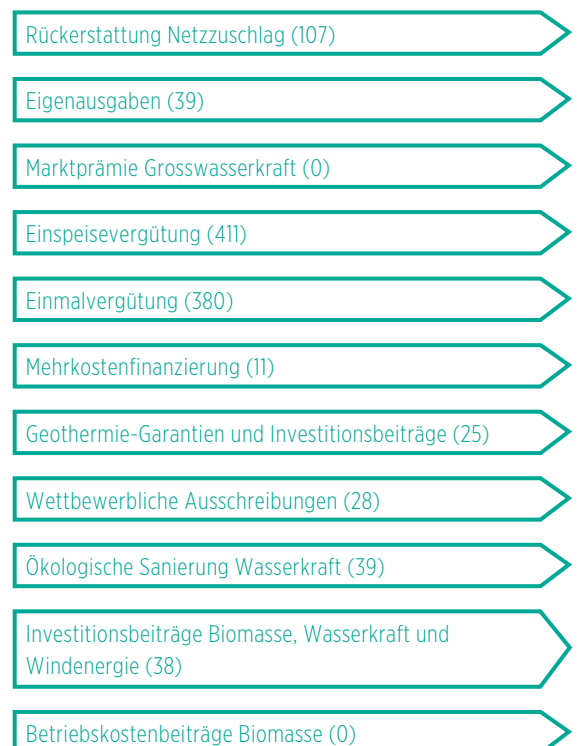 Rückerstattung Netzzuschlag (107)
Eigenausgaben (39)
Marktprämie Grosswasserkraft (0)
Einspeisevergütung (411)
Einmalvergütung (380)
Mehrkostenfinanzierung (11)
Geothermie-Garantien und Investitionsbeiträge (25)
Wettbewerbliche Ausschreibungen (28)
Ökologische Sanierung Wasserkraft (39)
Investitionsbeiträge Biomasse, Wasserkraft und
Windenergie (38)
Betriebskostenbeiträge Biomasse (0)